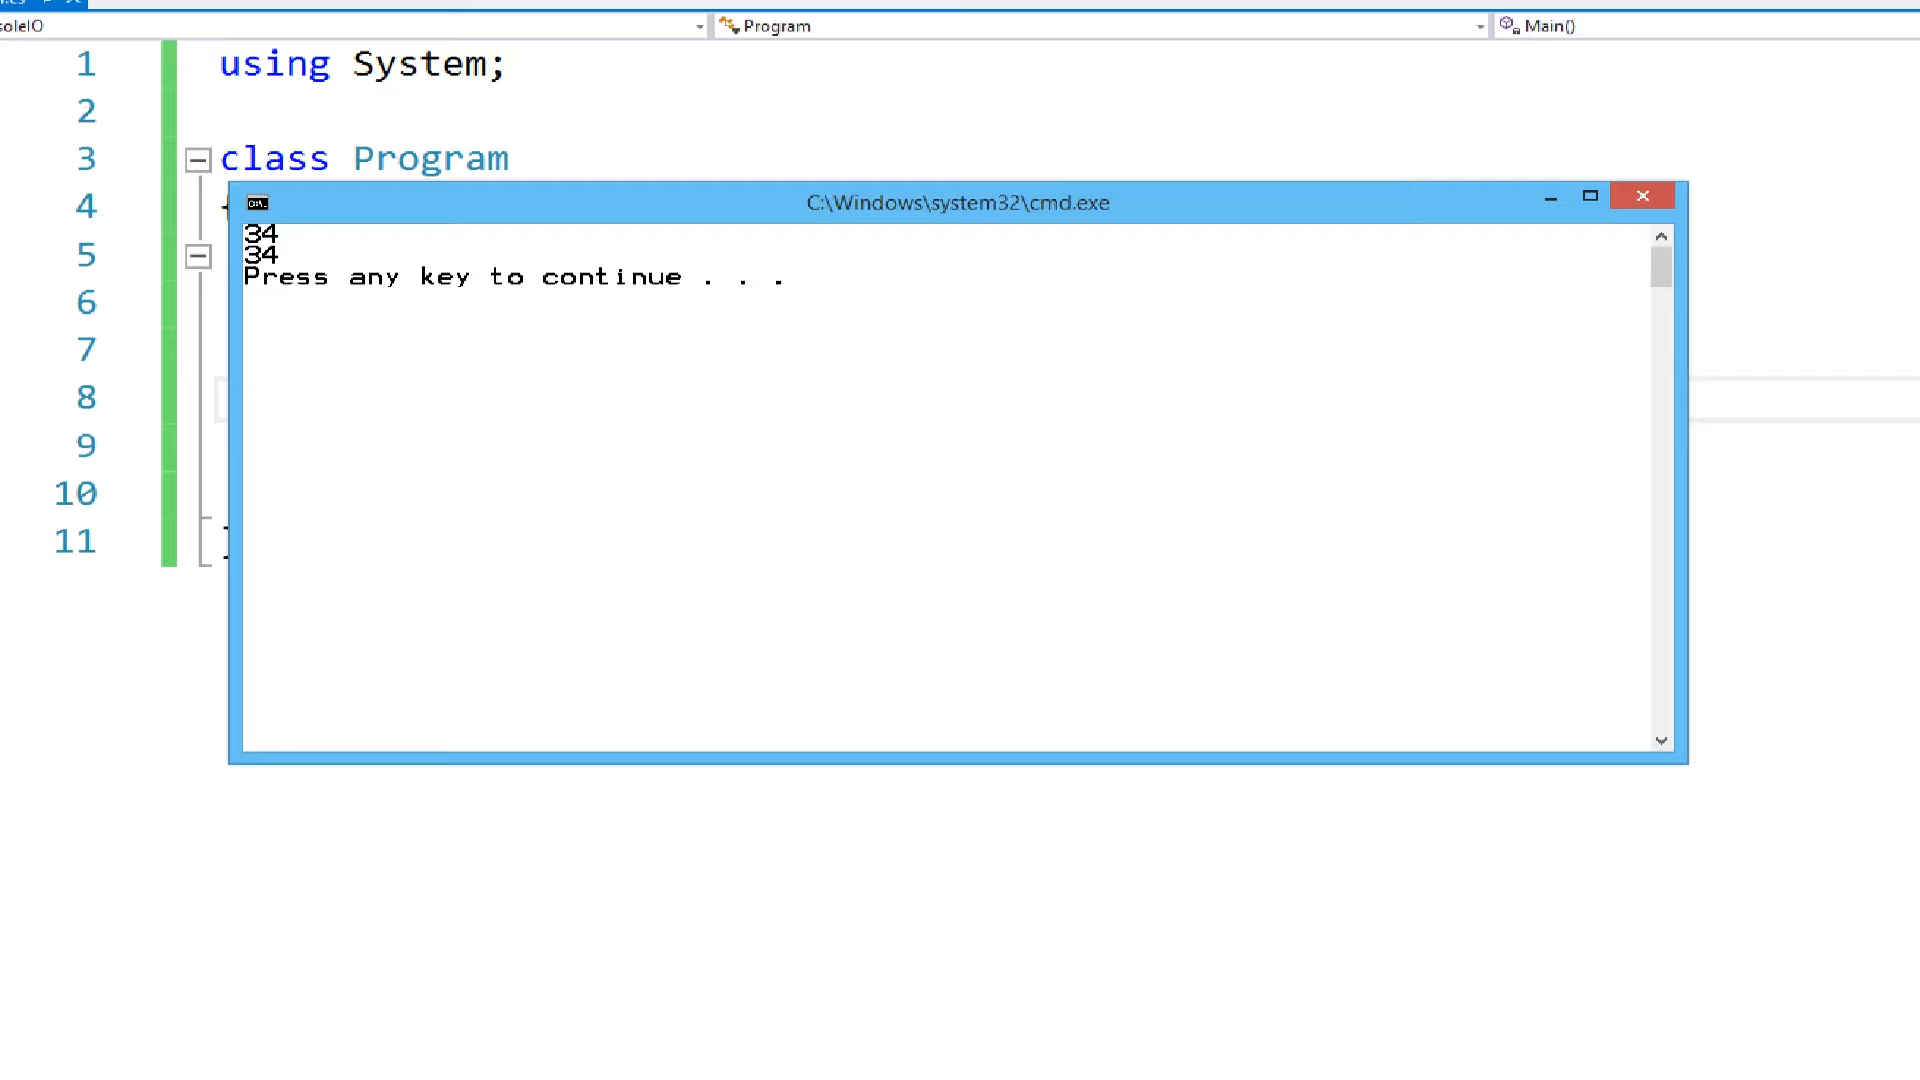 soleIO Program Main()
1 using System;
2
3 class Program
4
5
6
7
8
9
10
11
C:\Windows\system32\cmd.exe
34
34
Press any key to continue . . .